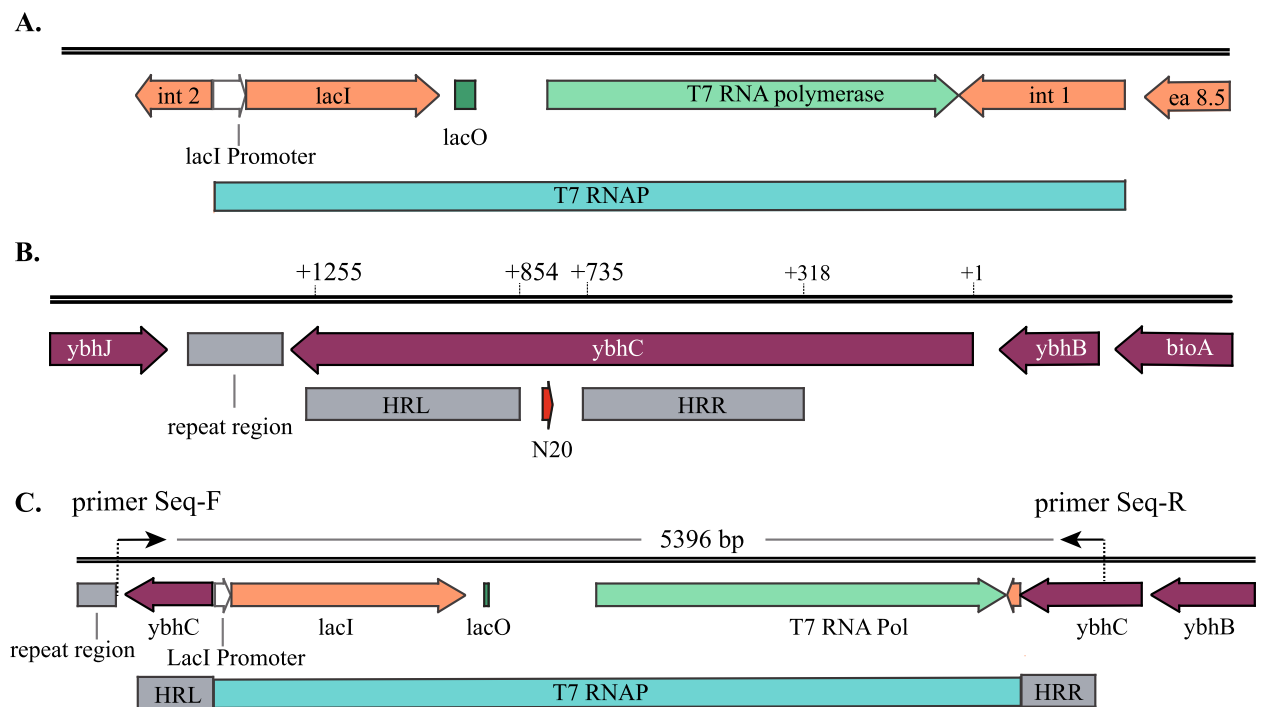 A.
int 2
lacI
T7 RNA polymerase
int 1
ea 8.5
lacO
lacI Promoter
T7 RNAP
B.
+1255
+854
+735
+318
+1
ybhJ
ybhC
ybhB
bioA
HRL
HRR
repeat region
N20
C.
primer Seq-F
primer Seq-R
5396 bp
ybhC
lacI
lacO
T7 RNA Pol
ybhC
ybhB
repeat region
LacI Promoter
HRL
T7 RNAP
HRR